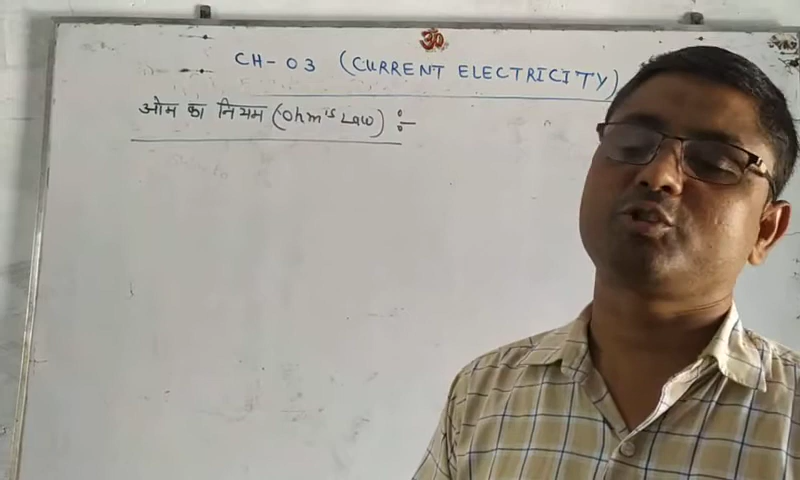 ॐ
CH-03 (CURRENT ELECTRICITY)
ओम का नियम (Ohm's Law) :-